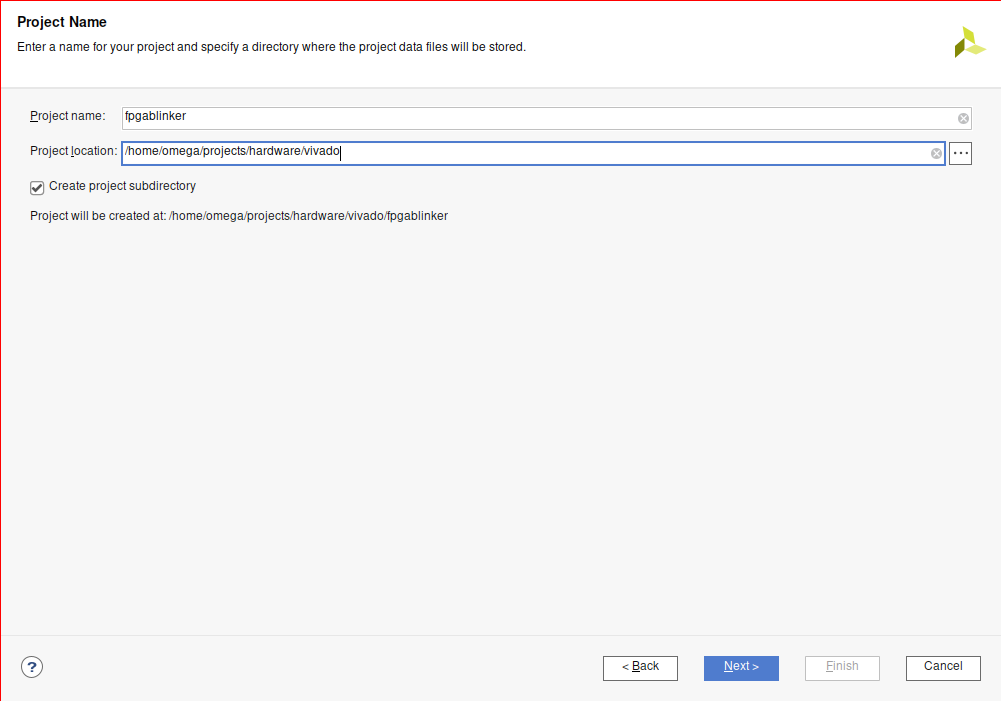 Project Name
Enter a name for your project and specify a directory where the project data files will be stored.
Project name: fpgablinker
Project location: /home/omega/projects/hardware/vivado
Create project subdirectory
Project will be created at: /home/omega/projects/hardware/vivado/fpgablinker
? < Back Next > Finish Cancel